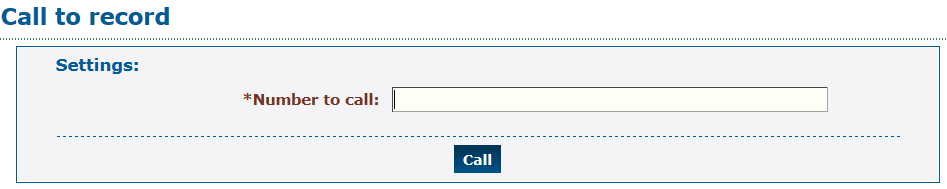 Call to record
Settings:
*Number to call:
Call